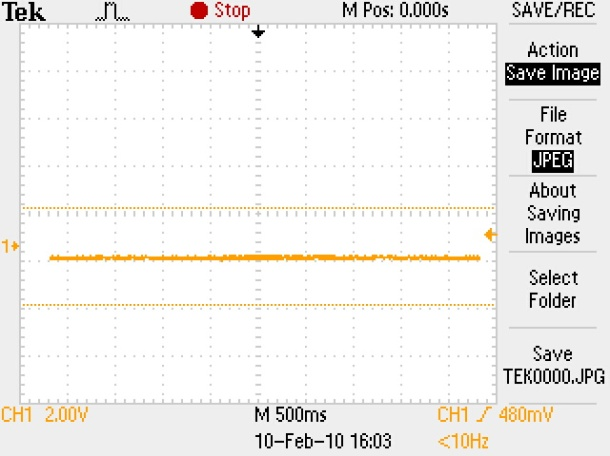 Tek Stop M Pos: 0.000s SAVE/REC
Action
Save Image
File
Format
JPEG
About
Saving
Images
1
Select
Folder
Save
TEK0000.JPG
CH1 2.00V M 500ms CH1 480mV
10-Feb-10 16:03 <10Hz